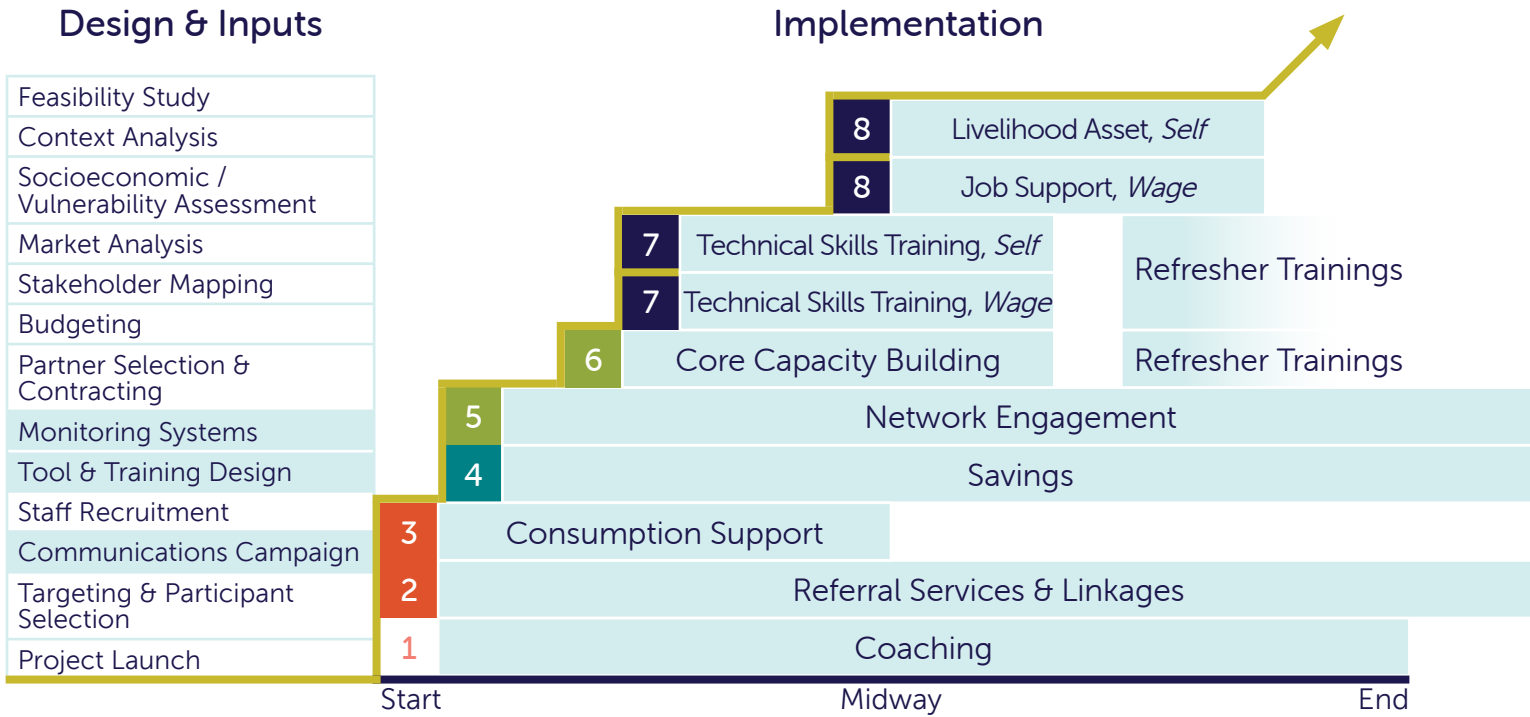 Design & Inputs
Feasibility Study
Context Analysis
Socioeconomic /
Vulnerability Assessment
Market Analysis
Stakeholder Mapping
Budgeting
Partner Selection &
Contracting
Monitoring Systems
Tool & Training Design
Staff Recruitment
Communications Campaign
Targeting & Participant
Selection
Project Launch
Implementation
8 Livelihood Asset, Self
8 Job Support, Wage
7 Technical Skills Training, Self
7 Technical Skills Training, Wage
Refresher Trainings
6 Core Capacity Building
Refresher Trainings
5 Network Engagement
4 Savings
3 Consumption Support
2 Referral Services & Linkages
1 Coaching
Start Midway End